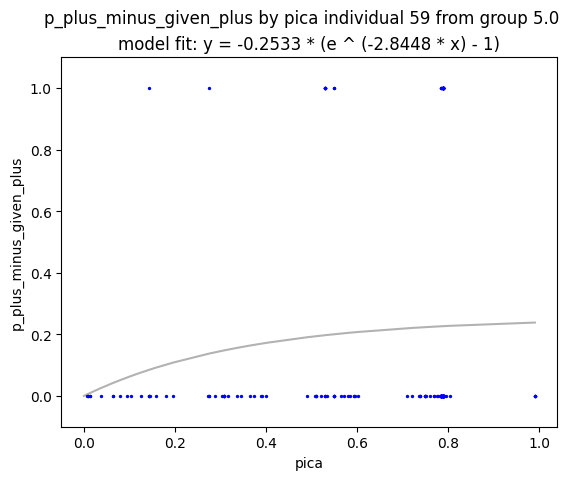 p_plus_minus_given_plus by pica individual 59 from group 5.0
model fit: y = -0.2533 * (e ^ (-2.8448 * x) - 1)
1.0
0.8
0.6
0.4
0.2
0.0
p_plus_minus_given_plus
0.0 0.2 0.4 0.6 0.8 1.0
pica